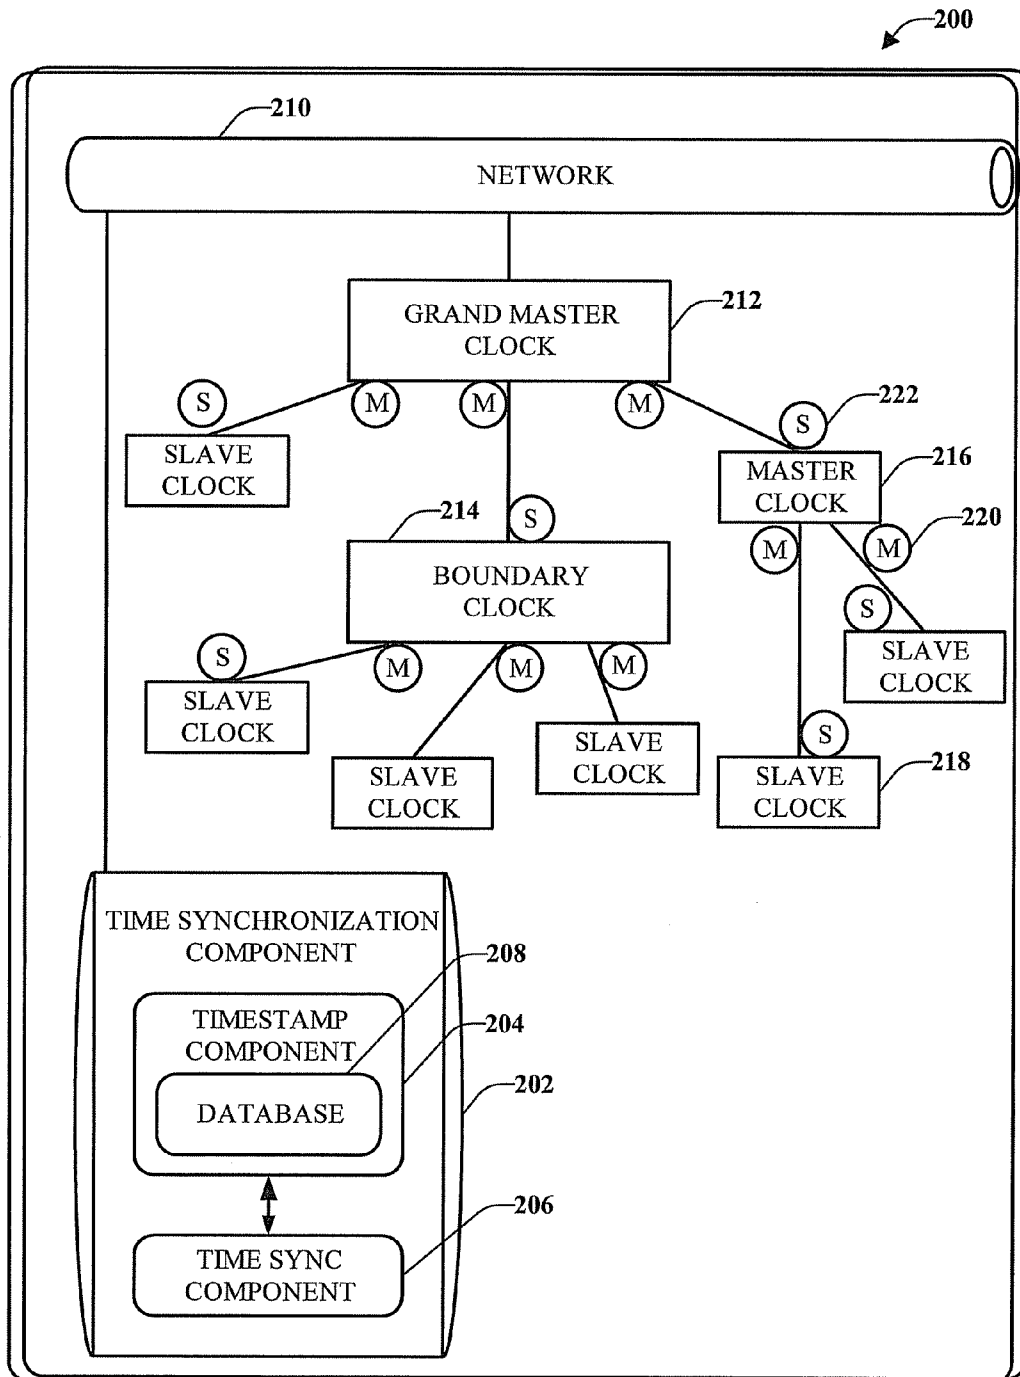 200
210
NETWORK
GRAND MASTER
CLOCK
212
S
M
M
M
S
222
SLAVE
CLOCK
MASTER
CLOCK
216
214
S
M
M
220
BOUNDARY
CLOCK
S
SLAVE
CLOCK
S
M
M
M
SLAVE
CLOCK
SLAVE
CLOCK
SLAVE
CLOCK
S
SLAVE
CLOCK
218
TIME SYNCHRONIZATION
COMPONENT
208
TIMESTAMP
COMPONENT
204
DATABASE
202
206
TIME SYNC
COMPONENT